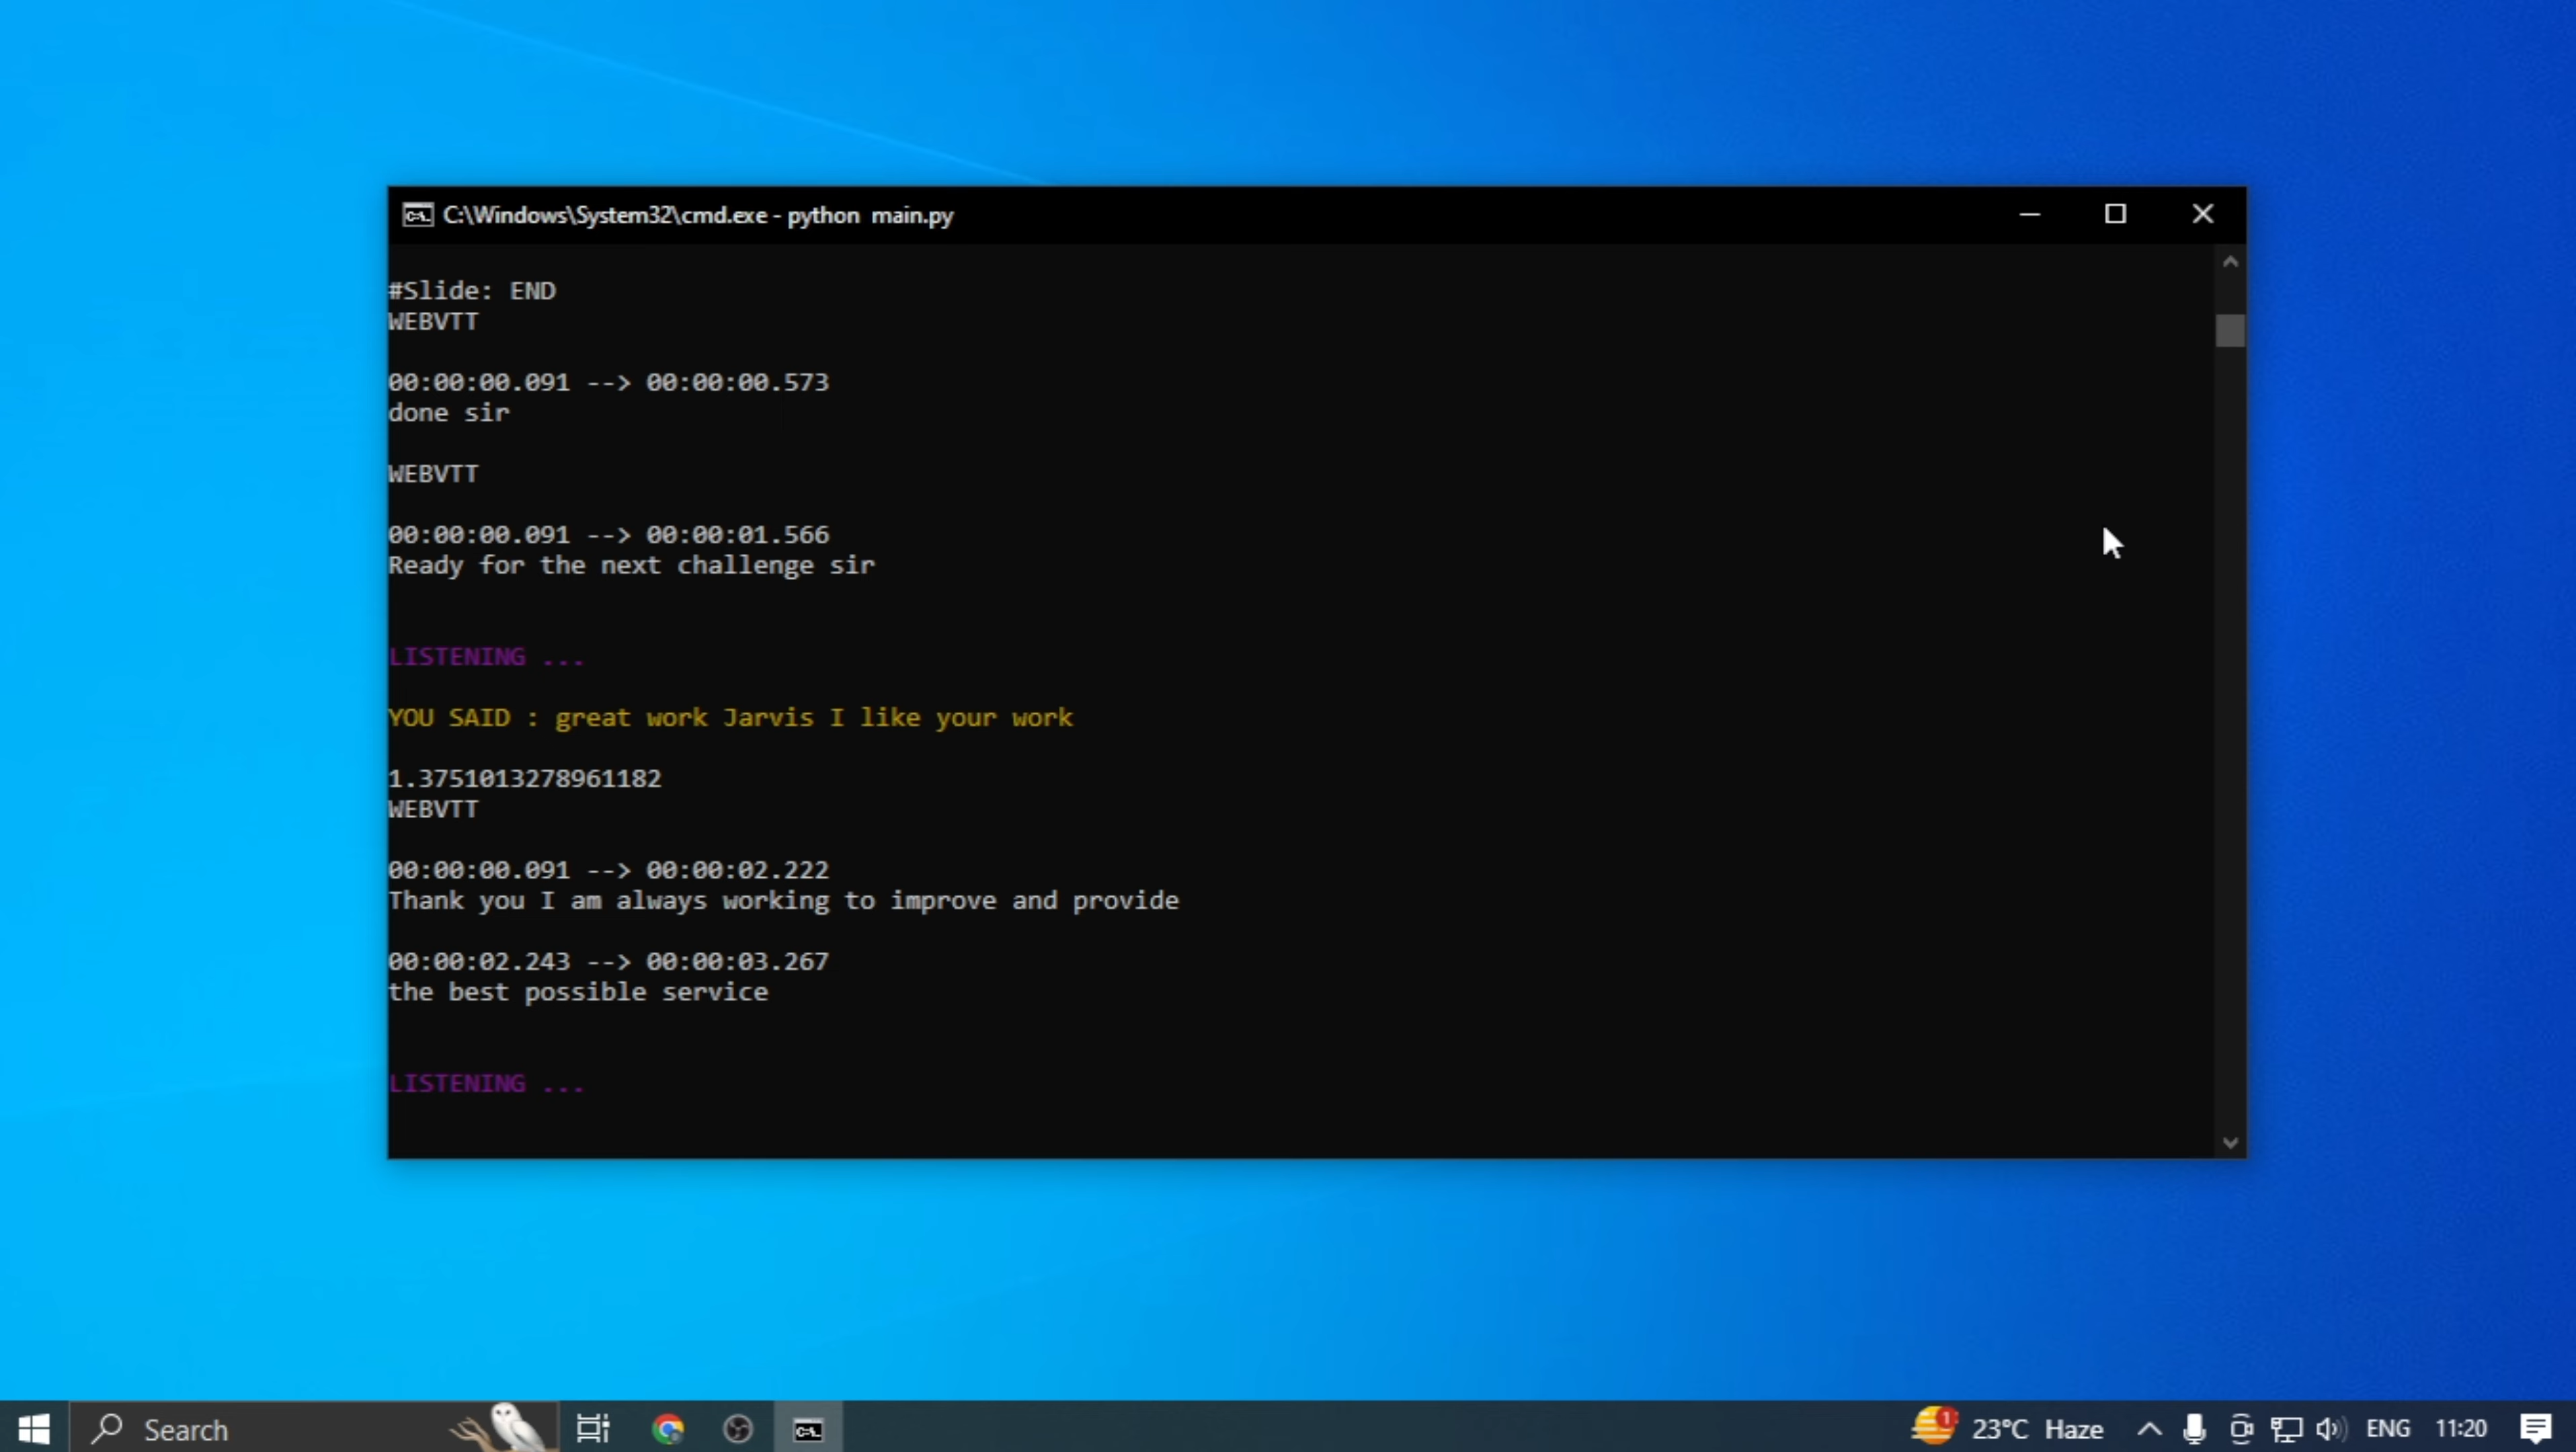 C:\Windows\System32\cmd.exe - python  main.py
#Slide: END
WEBVTT
00:00:00.091 --> 00:00:00.573
done sir
WEBVTT
00:00:00.091 --> 00:00:01.566
Ready for the next challenge sir
LISTENING ...
YOU SAID : great work Jarvis I like your work
1.3751013278961182
WEBVTT
00:00:00.091 --> 00:00:02.222
Thank you I am always working to improve and provide
00:00:02.243 --> 00:00:03.267
the best possible service
LISTENING ...
Search
1
23°C Haze
ENG
11:20